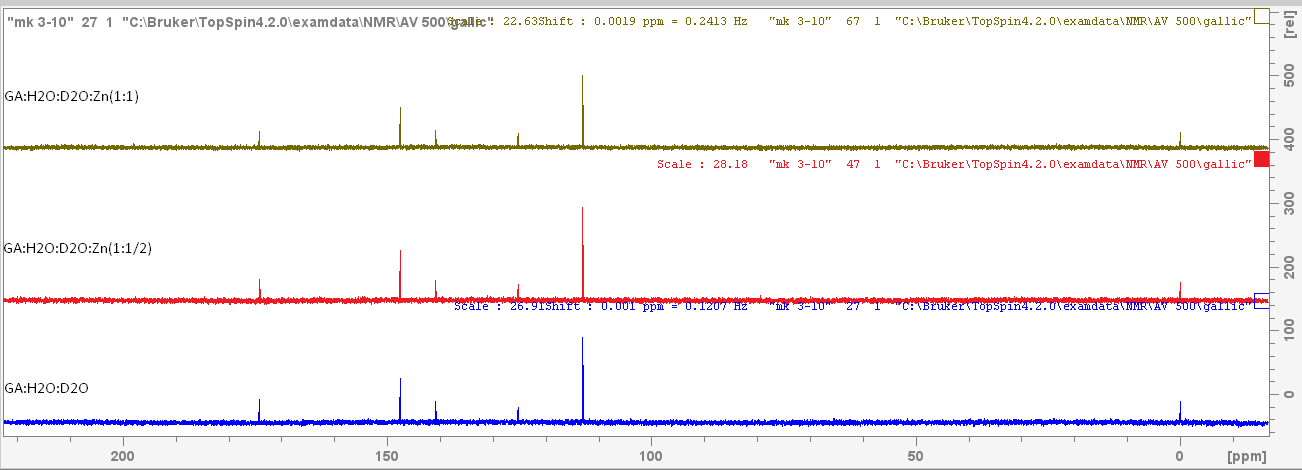 "mk 3-10" 27 1 "C:\Bruker\TopSpin4.2.0\examdata\NMR\AV 500\gallic"
Scale : 22.63Shift : 0.0019 ppm = 0.2413 Hz "mk 3-10" 67 1 "C:\Bruker\TopSpin4.2.0\examdata\NMR\AV 500\gallic"
[rel]
500
GA:H2O:D2O:Zn(1:1)
400
Scale : 28.18 "mk 3-10" 47 1 "C:\Bruker\TopSpin4.2.0\examdata\NMR\AV 500\gallic"
300
GA:H2O:D2O:Zn(1:1/2)
200
Scale : 26.91Shift : 0.001 ppm = 0.1207 Hz "mk 3-10" 27 1 "C:\Bruker\TopSpin4.2.0\examdata\NMR\AV 500\gallic"
100
GA:H2O:D2O
0
200 150 100 50 0 [ppm]